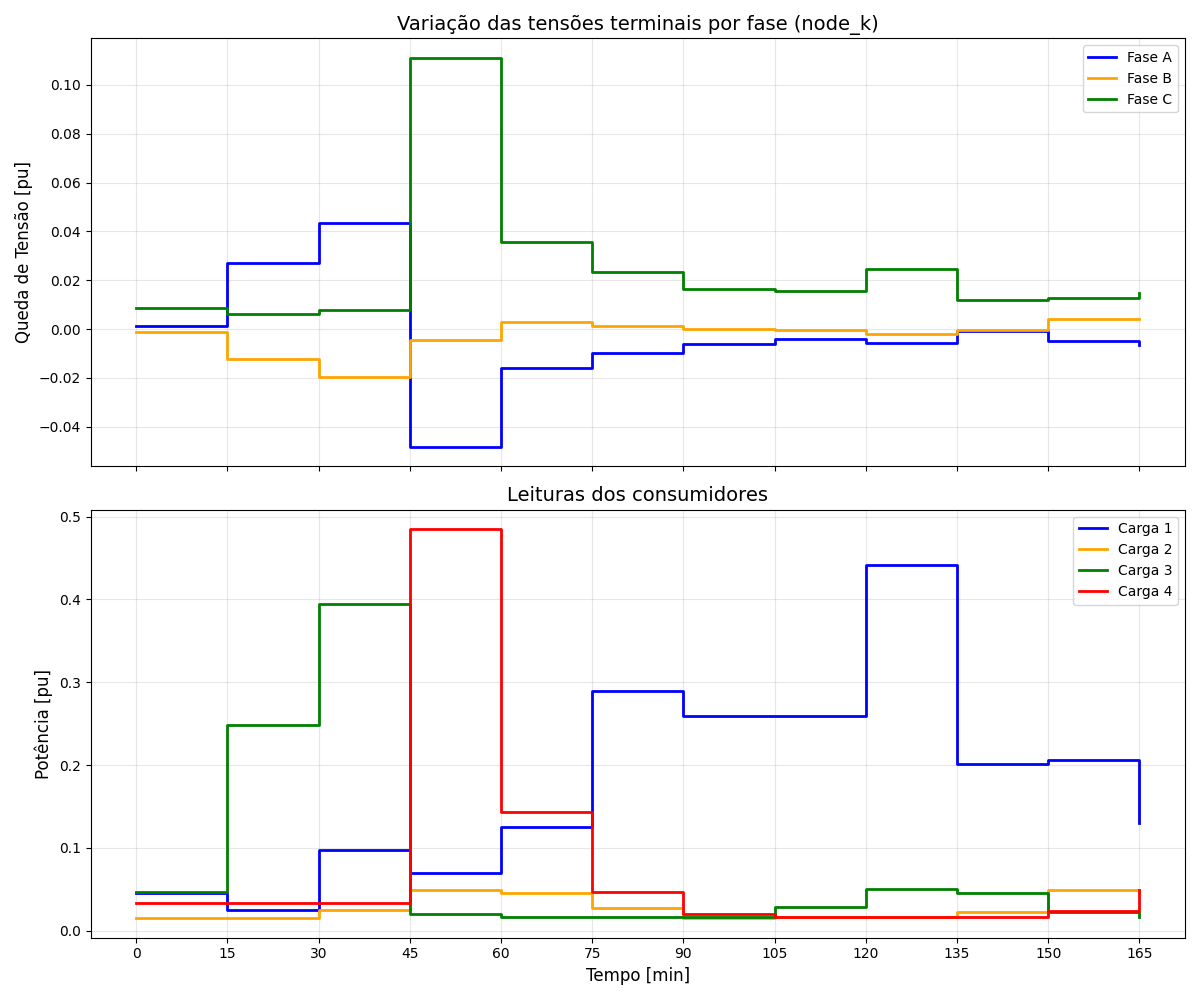 Variação das tensões terminais por fase (node_k)
Queda de Tensão [pu]
0.10
0.08
0.06
0.04
0.02
0.00
−0.02
−0.04
Fase A
Fase B
Fase C
Leituras dos consumidores
Potência [pu]
0.5
0.4
0.3
0.2
0.1
0.0
Carga 1
Carga 2
Carga 3
Carga 4
0 15 30 45 60 75 90 105 120 135 150 165
Tempo [min]